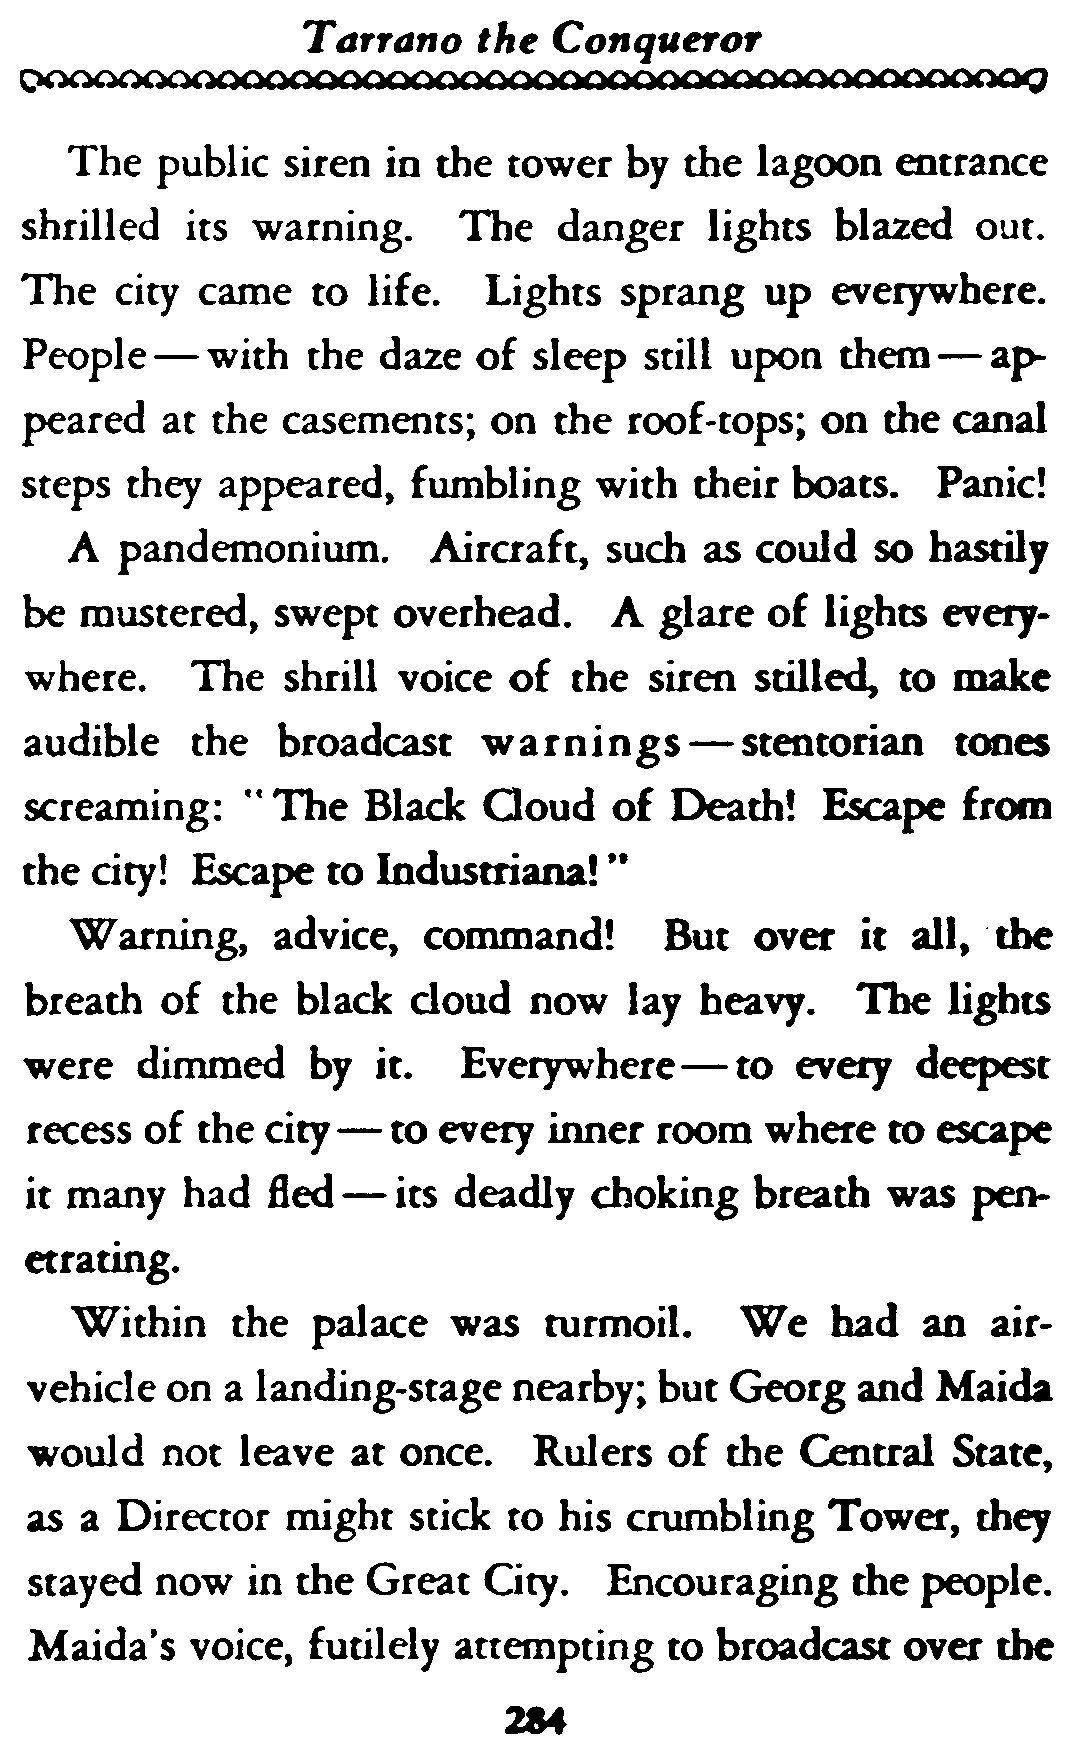 Tarrano the Conqueror
The public siren in the tower by the lagoon entrance
shrilled its warning. The danger lights blazed out.
The city came to life. Lights sprang up everywhere.
People—with the daze of sleep still upon them—ap-
peared at the casements; on the roof-tops; on the canal
steps they appeared, fumbling with their boats. Panic!
A pandemonium. Aircraft, such as could so hastily
be mustered, swept overhead. A glare of lights every-
where. The shrill voice of the siren stilled, to make
audible the broadcast warnings—stentorian tones
screaming: "The Black Cloud of Death! Escape from
the city! Escape to Industriana!"
Warning, advice, command! But over it all, the
breath of the black cloud now lay heavy. The lights
were dimmed by it. Everywhere—to every deepest
recess of the city—to every inner room where to escape
it many had fled—its deadly choking breath was pen-
etrating.
Within the palace was turmoil. We had an air-
vehicle on a landing-stage nearby; but Georg and Maida
would not leave at once. Rulers of the Central State,
as a Director might stick to his crumbling Tower, they
stayed now in the Great City. Encouraging the people.
Maida's voice, futilely attempting to broadcast over the
284